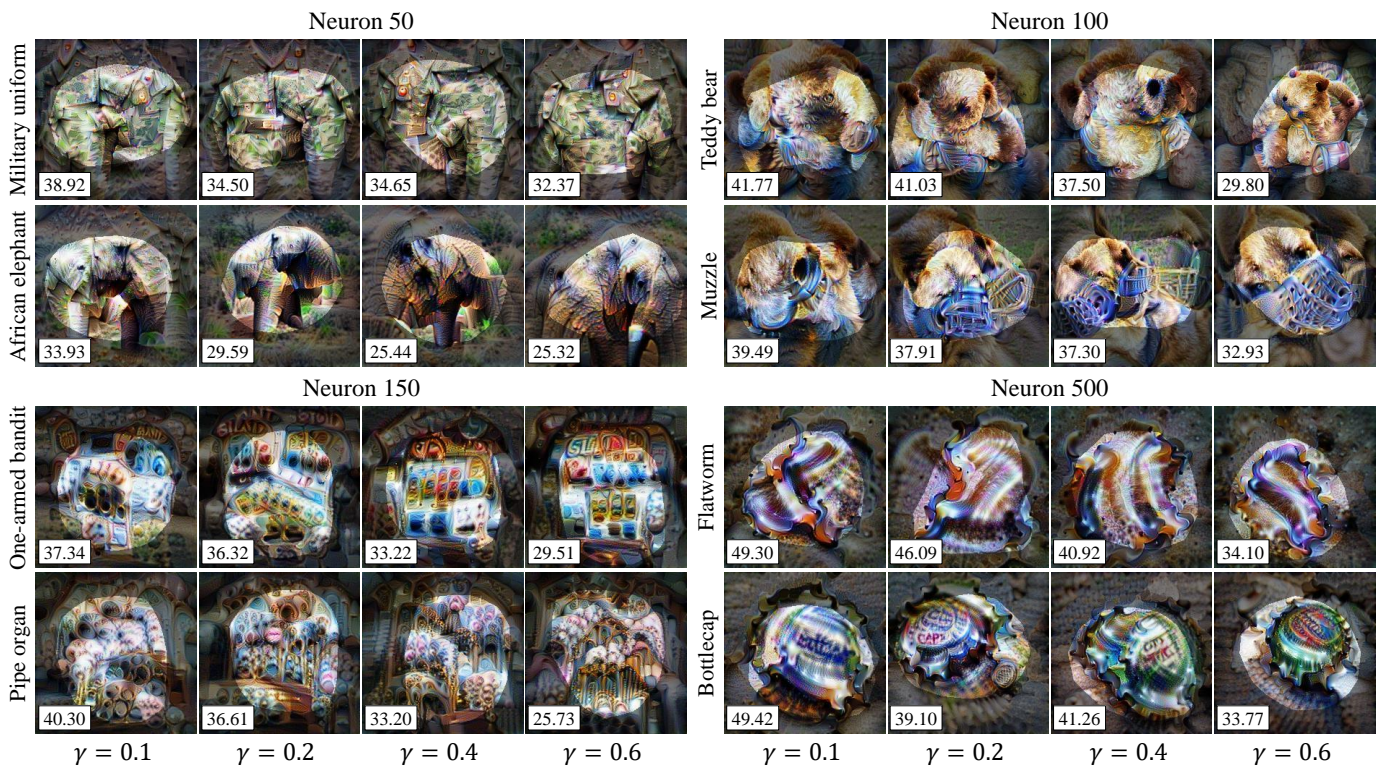 Neuron 50
Neuron 100
Military uniform
38.92
34.50
34.65
32.37
Teddy bear
41.77
41.03
37.50
29.80
African elephant
33.93
29.59
25.44
25.32
Muzzle
39.49
37.91
37.30
32.93
Neuron 150
Neuron 500
One-armed bandit
37.34
36.32
33.22
29.51
Flatworm
49.30
46.09
40.92
34.10
Pipe organ
40.30
36.61
33.20
25.73
Bottlecap
49.42
39.10
41.26
33.77
γ = 0.1
γ = 0.2
γ = 0.4
γ = 0.6
γ = 0.1
γ = 0.2
γ = 0.4
γ = 0.6